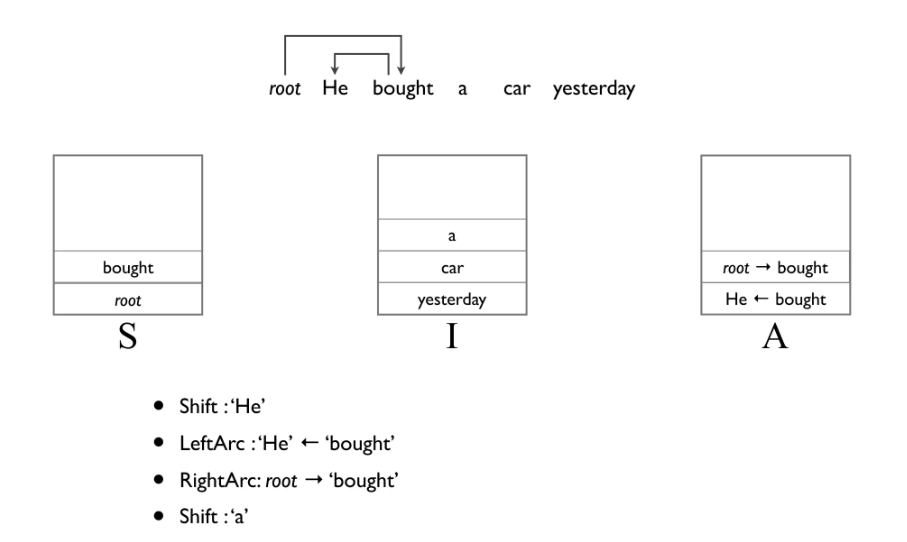 root He bought a car yesterday
a
bought car root → bought
root yesterday He ← bought
S I A
• Shift : ‘He’
• LeftArc : ‘He’ ← ‘bought’
• RightArc: root → ‘bought’
• Shift : ‘a’